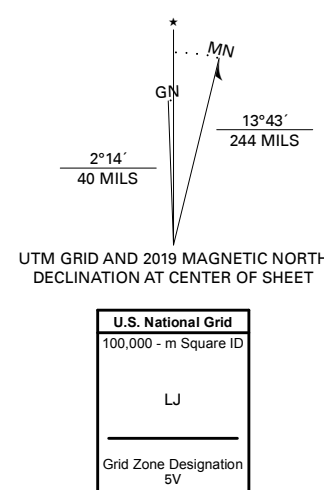 ★
MN
GN
13°43´
244 MILS
2°14´
40 MILS
UTM GRID AND 2019 MAGNETIC NORTH
DECLINATION AT CENTER OF SHEET
U.S. National Grid
100,000 - m Square ID
LJ
Grid Zone Designation
5V